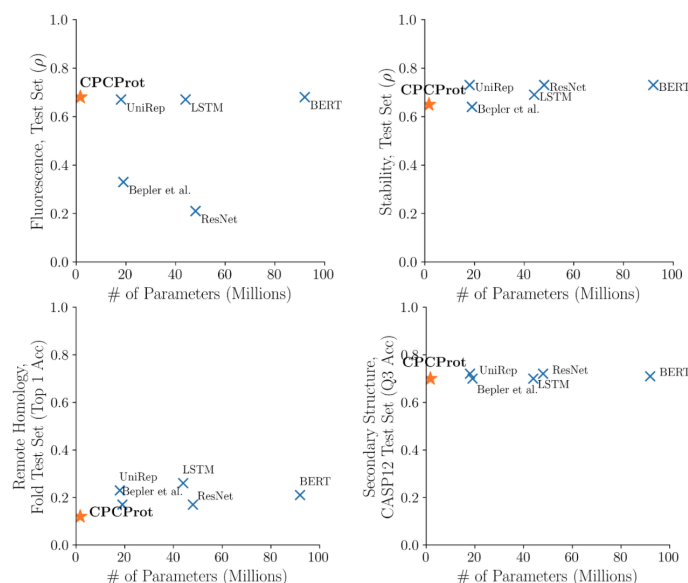 Fluorescence, Test Set (ρ)
1.0
0.8
0.6
0.4
0.2
0.0
CPCProt
UniRep
LSTM
BERT
Bepler et al.
ResNet
0
20
40
60
80
100
# of Parameters (Millions)
Stability, Test Set (ρ)
1.0
0.8
0.6
0.4
0.2
0.0
CPCProt
UniRep
ResNet
BERT
LSTM
Bepler et al.
0
20
40
60
80
100
# of Parameters (Millions)
Remote Homology,
Fold Test Set (Top 1 Acc)
1.0
0.8
0.6
0.4
0.2
0.0
LSTM
UniRep
BERT
Bepler et al.
ResNet
CPCProt
0
20
40
60
80
100
# of Parameters (Millions)
Secondary Structure,
CASP12 Test Set (Q3 Acc)
1.0
0.8
0.6
0.4
0.2
0.0
CPCProt
UniRep
ResNet
BERT
Bepler et al.
LSTM
0
20
40
60
80
100
# of Parameters (Millions)